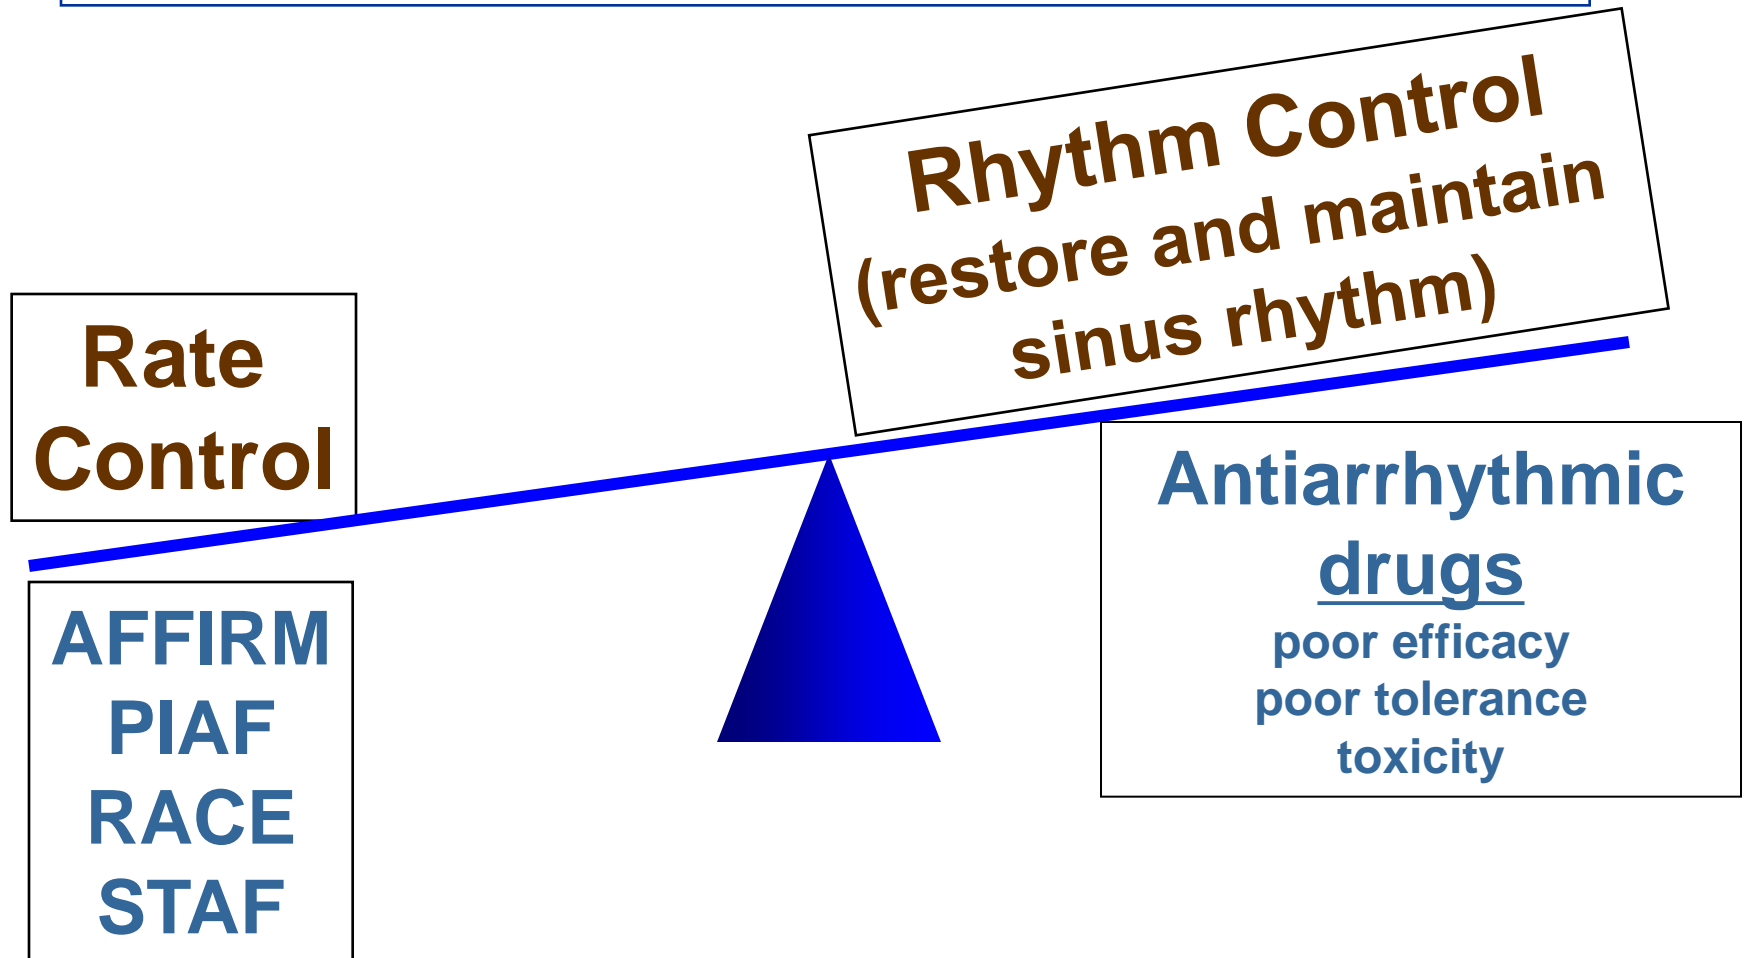 Rhythm Control
(restore and maintain
sinus rhythm)
Rate
Control
Antiarrhythmic
drugs
poor efficacy
poor tolerance
toxicity
AFFIRM
PIAF
RACE
STAF